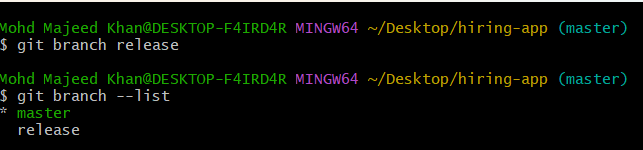 Mohd Majeed Khan@DESKTOP-F4IRD4R MINGW64 ~/Desktop/hiring-app (master)
$ git branch release
Mohd Majeed Khan@DESKTOP-F4IRD4R MINGW64 ~/Desktop/hiring-app (master)
$ git branch --list
* master
  release